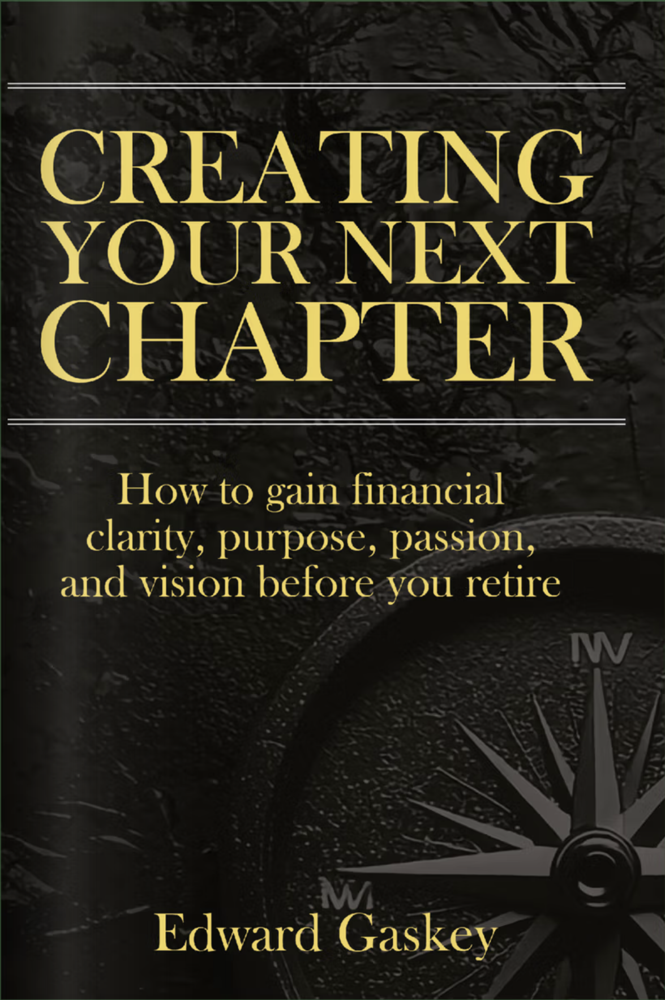 CREATING
YOUR NEXT
CHAPTER
How to gain financial
clarity, purpose, passion,
and vision before you retire
Edward Gaskey